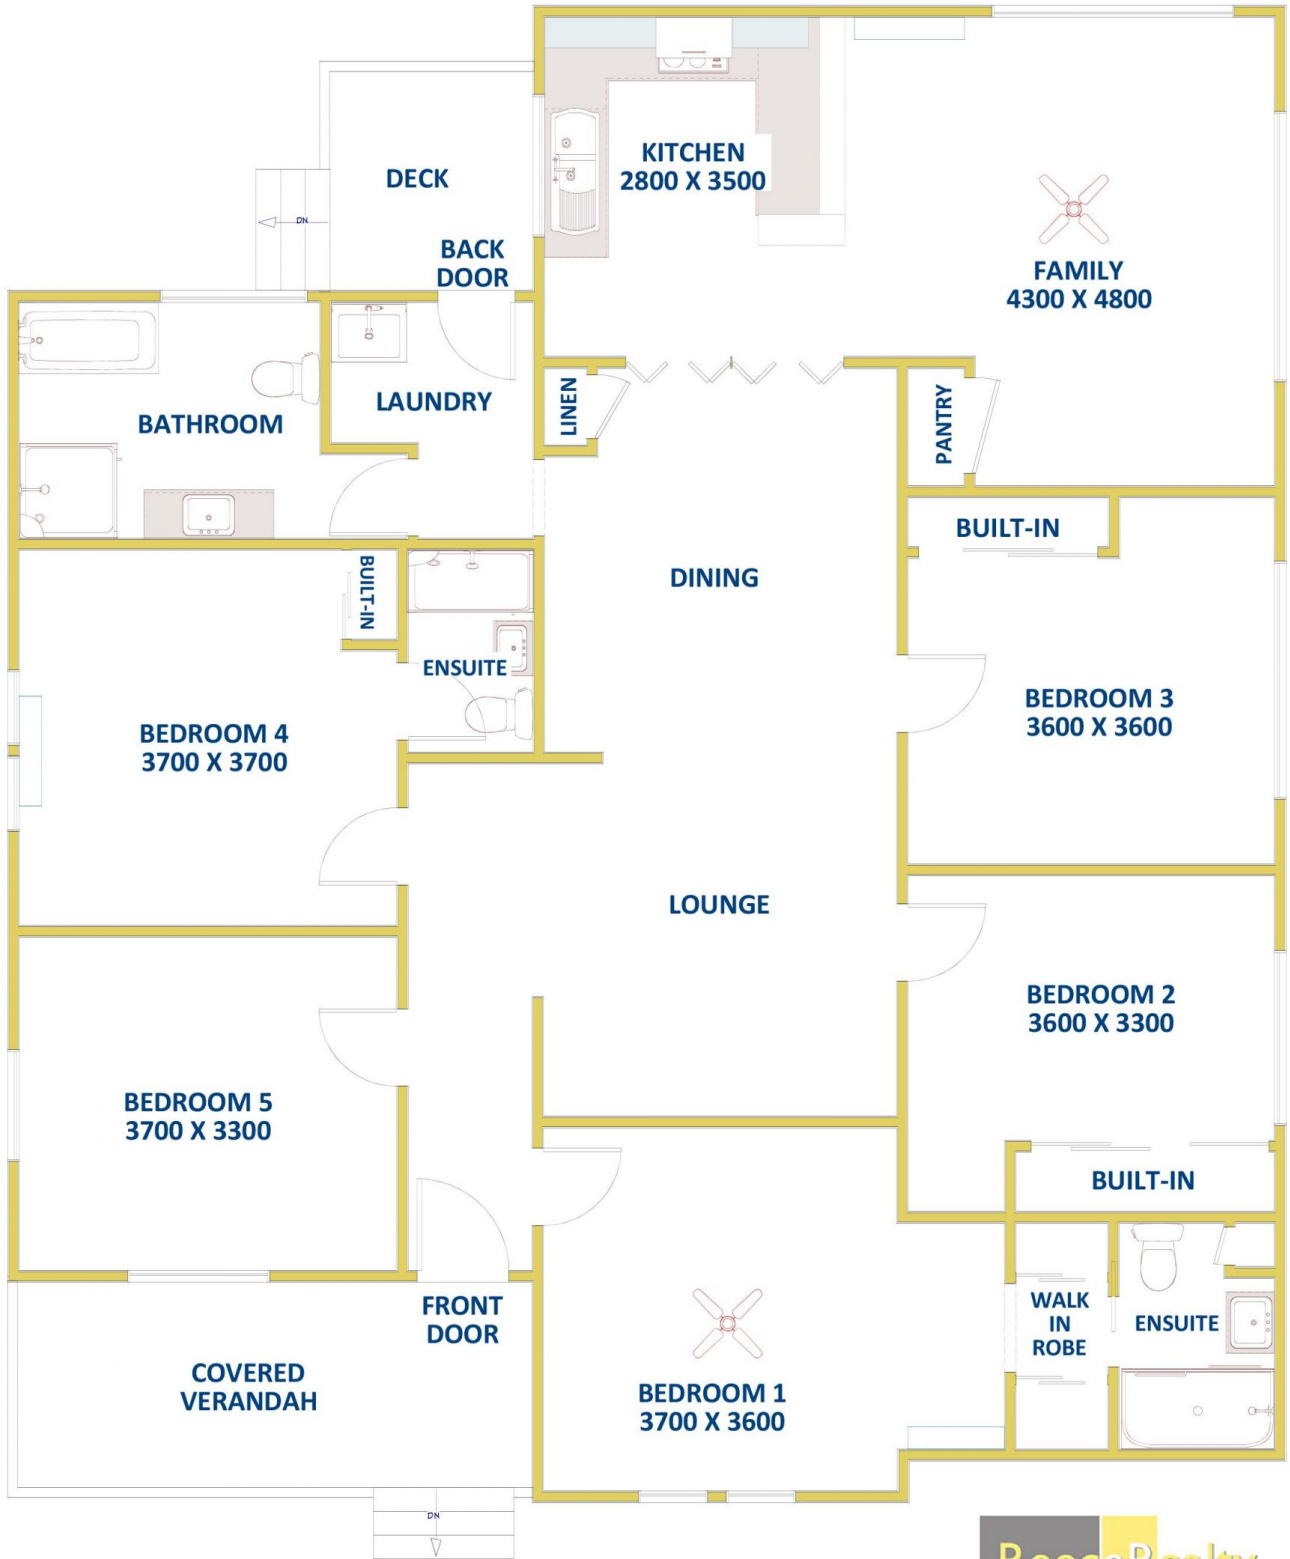 KITCHEN
2800 X 3500
DECK
DN
BACK
DOOR
FAMILY
4300 X 4800
LINEN
LAUNDRY
BATHROOM
PANTRY
BUILT-IN
BUILT-IN
DINING
ENSUITE
BEDROOM 3
3600 X 3600
BEDROOM 4
3700 X 3700
LOUNGE
BEDROOM 2
3600 X 3300
BEDROOM 5
3700 X 3300
BUILT-IN
FRONT
DOOR
WALK
IN
ROBE
ENSUITE
COVERED
VERANDAH
BEDROOM 1
3700 X 3600
DN
ReeceRealty